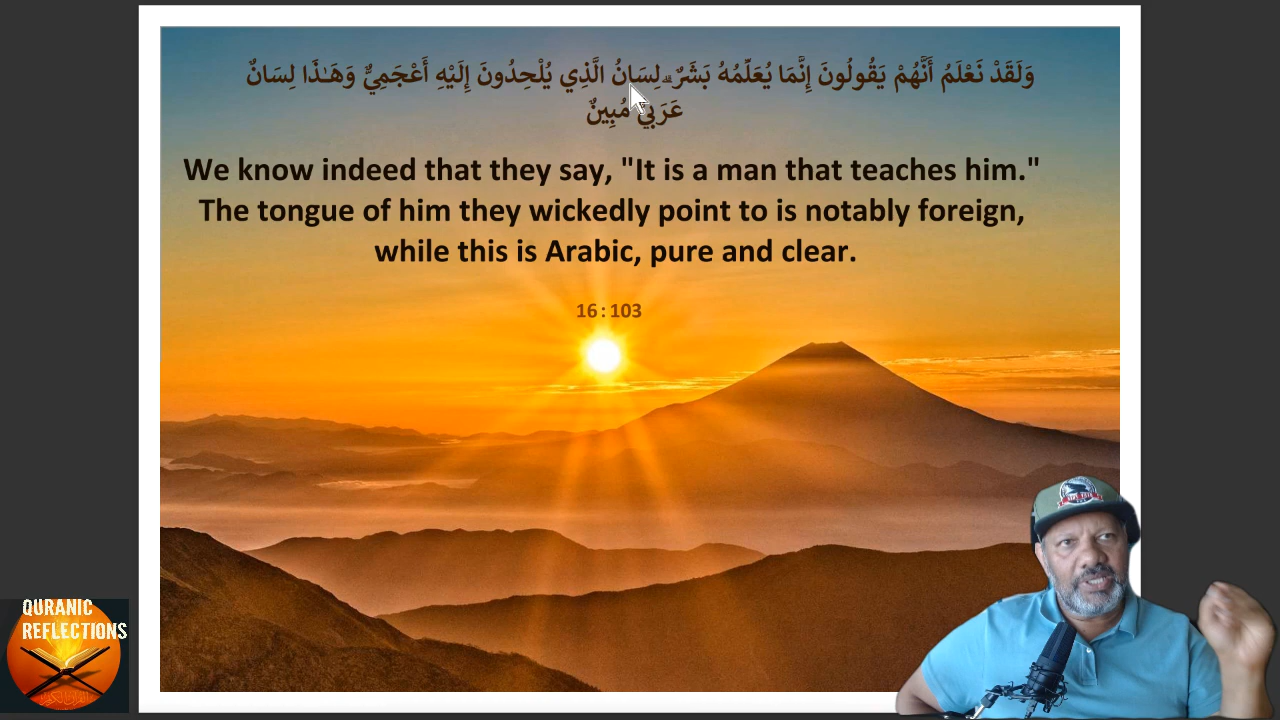 وَلَقَدْ نَعْلَمُ أَنَّهُمْ يَقُولُونَ إِنَّمَا يُعَلِّمُهُ بَشَرٌ ۗ لِسَانُ الَّذِي يُلْحِدُونَ إِلَيْهِ أَعْجَمِيٌّ وَهَـٰذَا لِسَانٌ
عَرَبِيٌّ مُبِينٌ
We know indeed that they say, "It is a man that teaches him."
The tongue of him they wickedly point to is notably foreign,
while this is Arabic, pure and clear.
16 : 103
QURANIC
REFLECTIONS